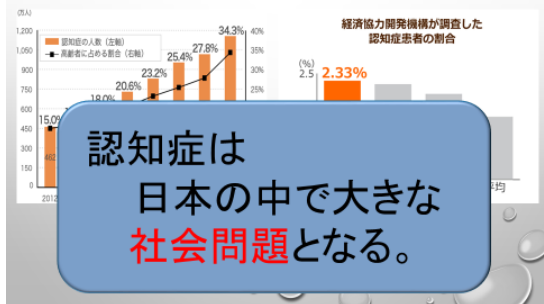 (万人)
1,200
1,050
900
750
600
450
300
150
0
認知症の人数（左軸）
高齢者に占める割合（右軸）
40%
35%
30%
25%
15.0%
18.0%
20.6%
23.2%
25.4%
27.8%
34.3%
462
2012
経済協力開発機構が調査した
認知症患者の割合
(%)
2.5
2.33%
平均
認知症は
日本の中で大きな
社会問題となる。